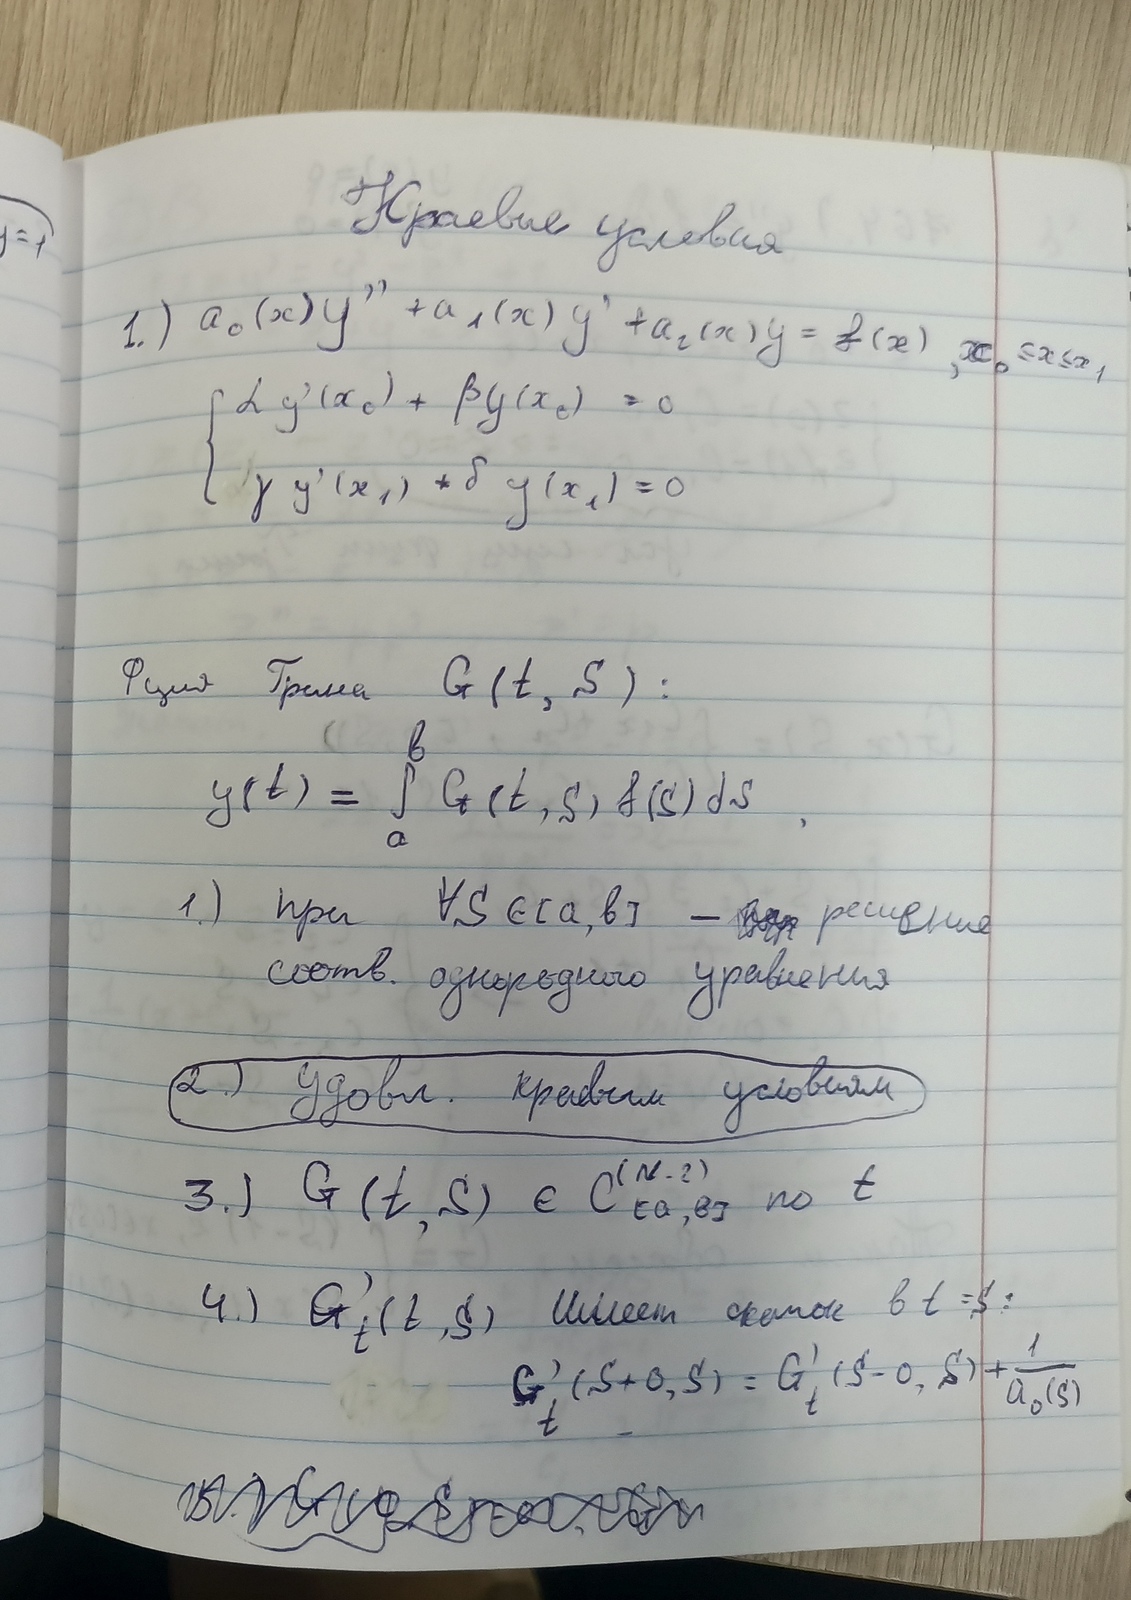 y=1
Краевые условия
1.) a₀(x)y'' + a₁(x)y' + a₂(x)y = f(x), x₀ ≤ x ≤ x₁
{ αy'(x₀) + βy(x₀) = 0
γy'(x₁) + δy(x₁) = 0
Фция Грина G(t, S):
y(t) = ∫ₐᵇ G(t, S) f(S) dS,
1.) при ∀S ∈ [a, b] – решение
соотв. однородного уравнения
2.) Удовл. краевым условиям
3.) G(t, S) ∈ C⁽ᴺ⁻²⁾[a, b] по t
4.) G'ₜ(t, S) Имеет скачок в t = S:
G'ₜ(S+0, S) = G'ₜ(S-0, S) + 1/a₀(S)